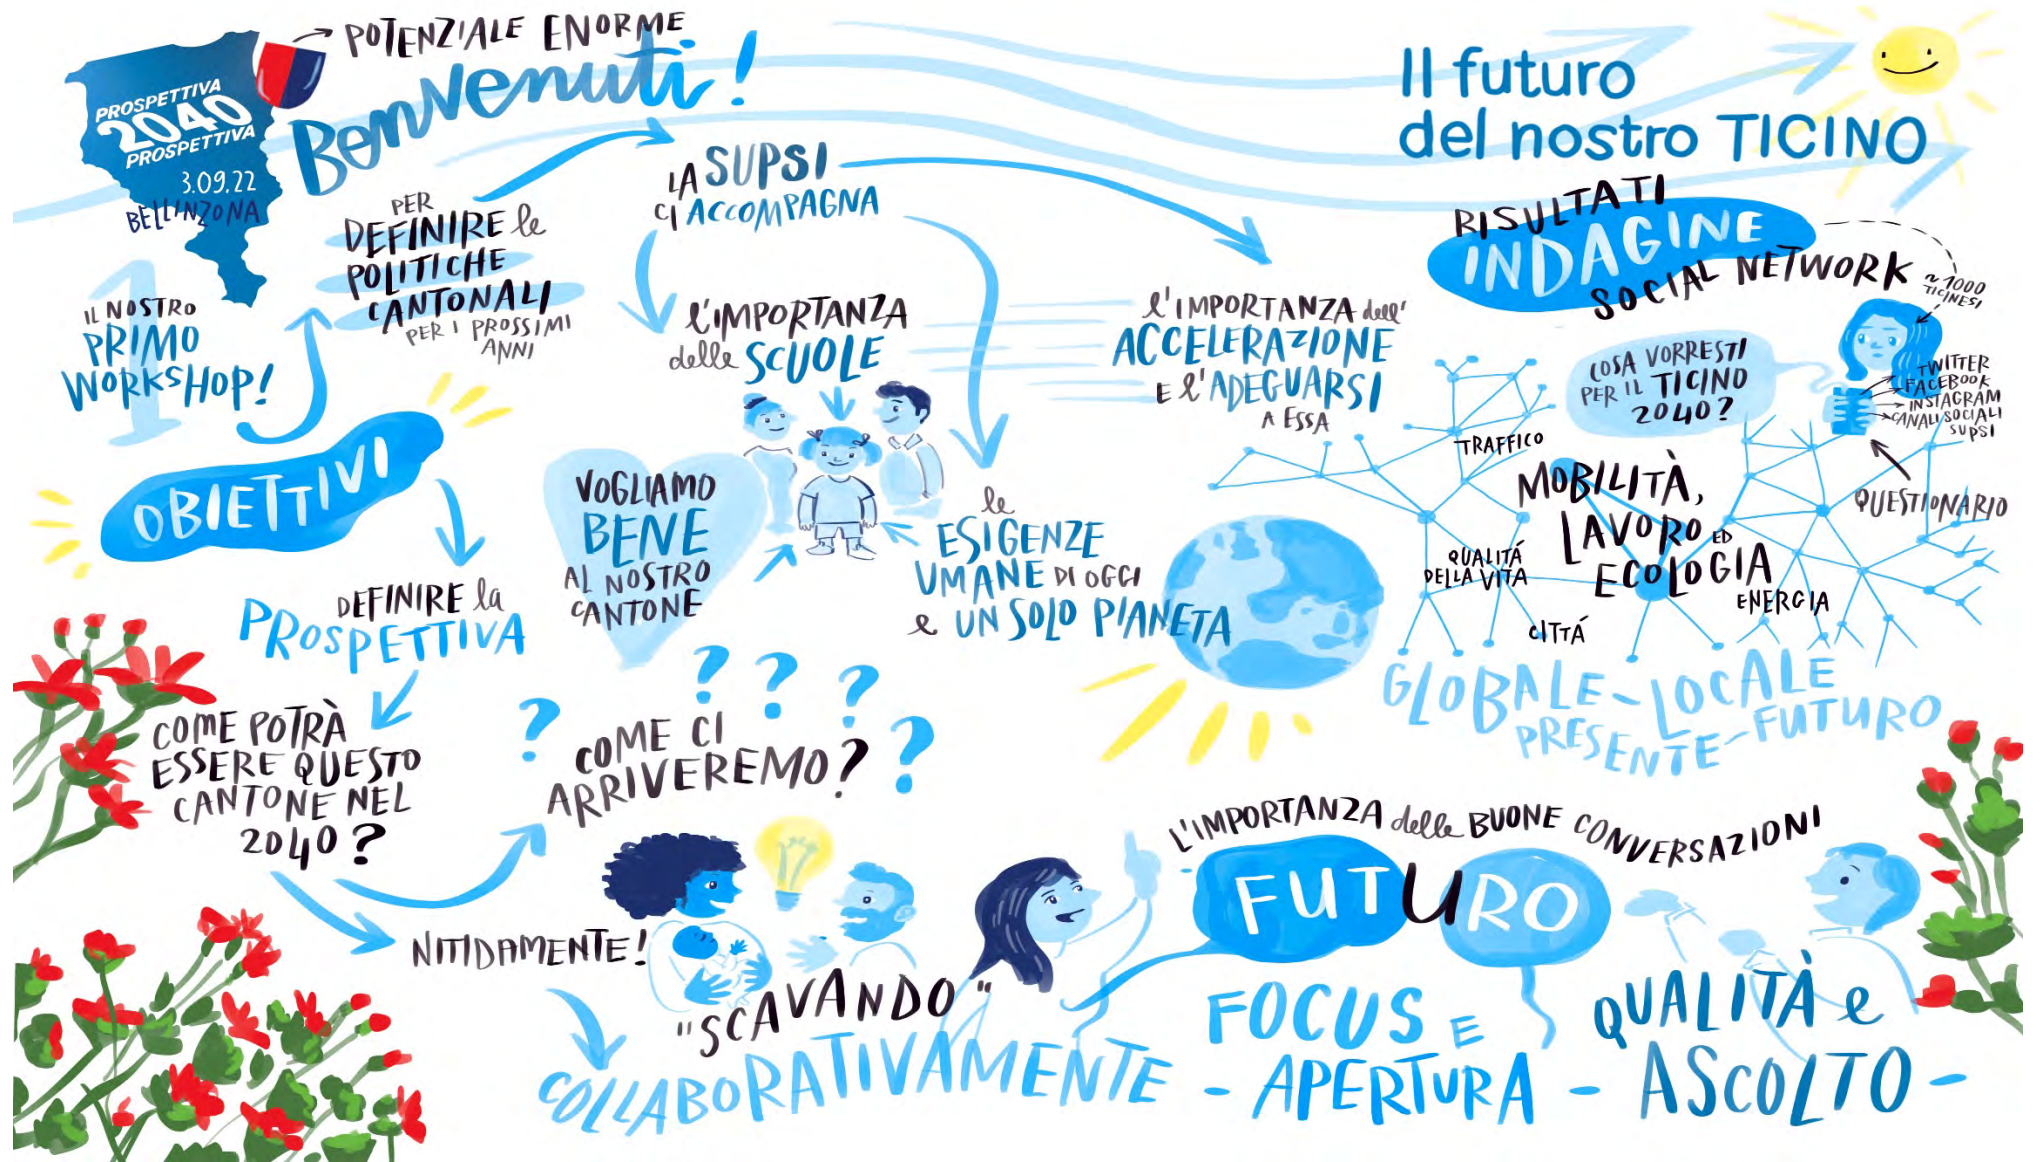 POTENZIALE ENORME
BENVENUTI!
PROSPETTIVA
2040
PROSPETTIVA
3.09.22
BELLINZONA
1
IL NOSTRO
PRIMO
WORKSHOP!
OBIETTIVI
PER
DEFINIRE le
POLITICHE
CANTONALI
PER I PROSSIMI
ANNI
LA SUPSI
CI ACCOMPAGNA
l'IMPORTANZA
delle SCUOLE
VOGLIAMO
BENE
AL NOSTRO
CANTONE
le
ESIGENZE
UMANE DI OGGI
e UN SOLO PIANETA
l'IMPORTANZA dell'
ACCELERAZIONE
E l'ADEGUARSI
A ESSA
DEFINIRE la
PROSPETTIVA
COME POTRÀ
ESSERE QUESTO
CANTONE NEL
2040?
? ? ? ? ?
COME CI
ARRIVEREMO?
NITIDAMENTE!
"SCAVANDO"
COLLABORATIVAMENTE
Il futuro
del nostro TICINO
RISULTATI
INDAGINE
SOCIAL NETWORK
~1000
TICINESI
COSA VORRESTI
PER IL TICINO
2040?
TWITTER
FACEBOOK
INSTAGRAM
CANALI SOCIALI
SUPSI
QUESTIONARIO
TRAFFICO
MOBILITÀ,
LAVORO ED
ECOLOGIA
QUALITÁ
DELLA VITA
ENERGIA
CITTÁ
GLOBALE - LOCALE
PRESENTE - FUTURO
L'IMPORTANZA delle BUONE CONVERSAZIONI
FUTURO
FOCUS E
- APERTURA -
QUALITÀ e
ASCOLTO -